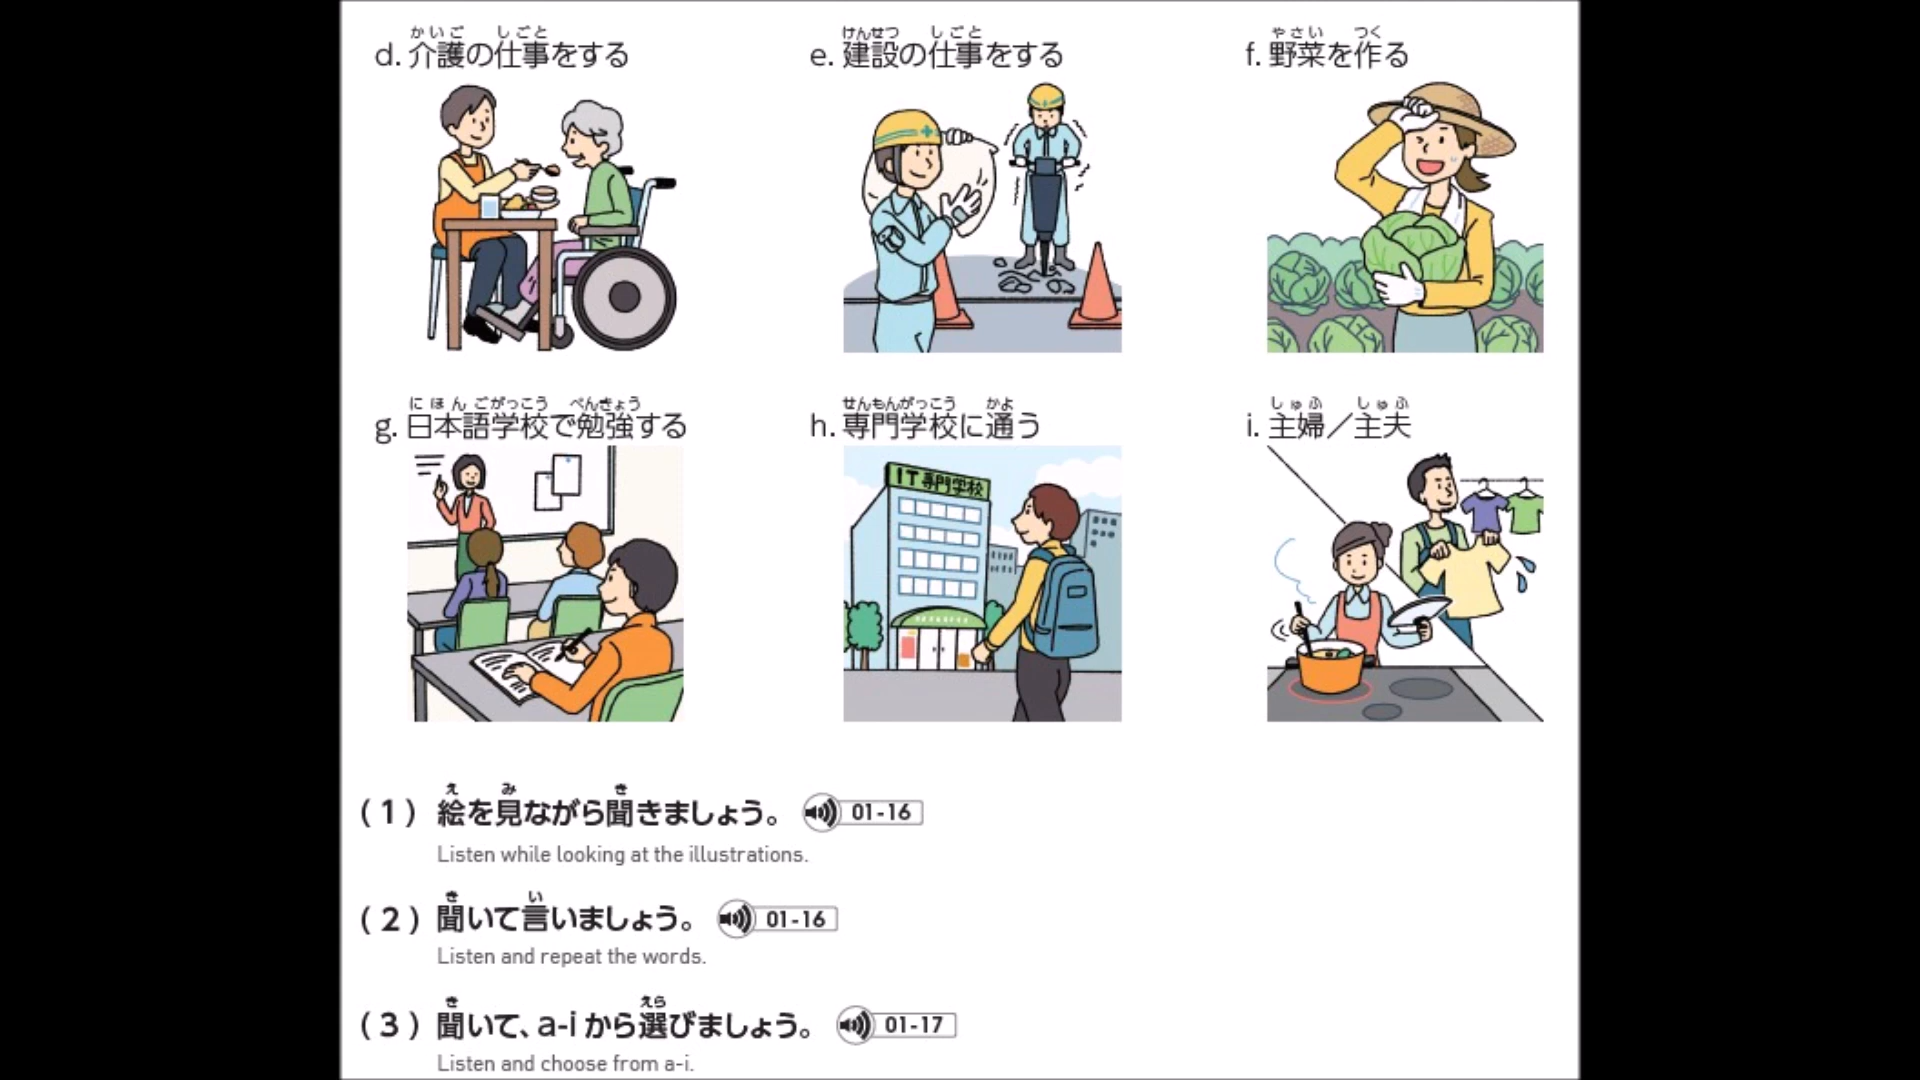 かいご しごと けんせつ しごと やさい つく
d. 介護の仕事をする e. 建設の仕事をする f. 野菜を作る
にほんごがっこう べんきょう せんもんがっこう かよ しゅふ しゅふ
g. 日本語学校で勉強する h. 専門学校に通う i. 主婦／主夫
IT専門学校
え み き
(1) 絵を見ながら聞きましょう。 01-16
Listen while looking at the illustrations.
き い
(2) 聞いて言いましょう。 01-16
Listen and repeat the words.
き えら
(3) 聞いて、a-i から選びましょう。 01-17
Listen and choose from a-i.